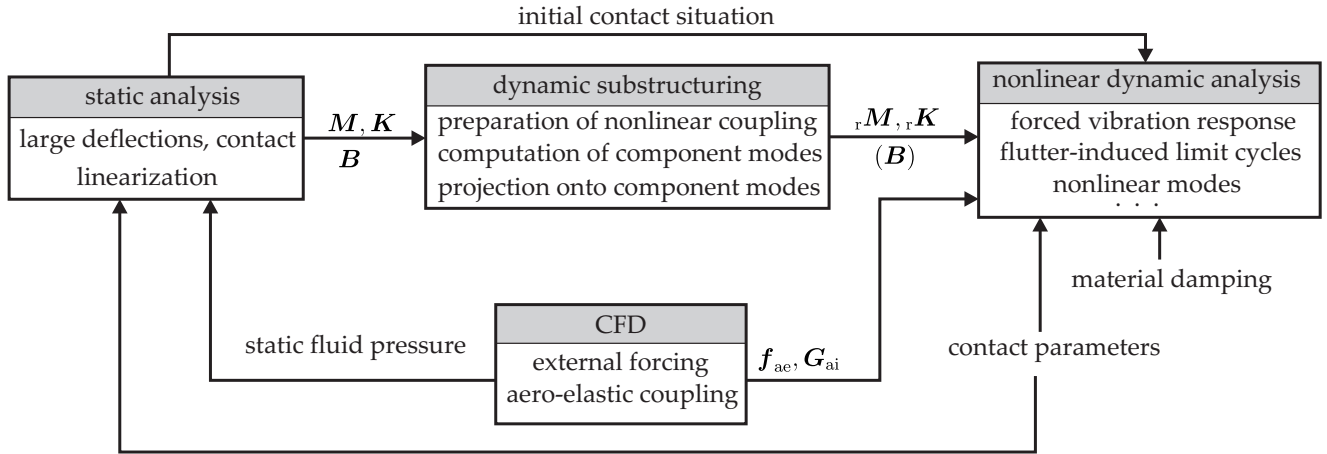 initial contact situation
static analysis
large deflections, contact
linearization
M, K
B
dynamic substructuring
preparation of nonlinear coupling
computation of component modes
projection onto component modes
rM, rK
(B)
nonlinear dynamic analysis
forced vibration response
flutter-induced limit cycles
nonlinear modes
. . .
material damping
contact parameters
static fluid pressure
CFD
external forcing
aero-elastic coupling
fae, Gai